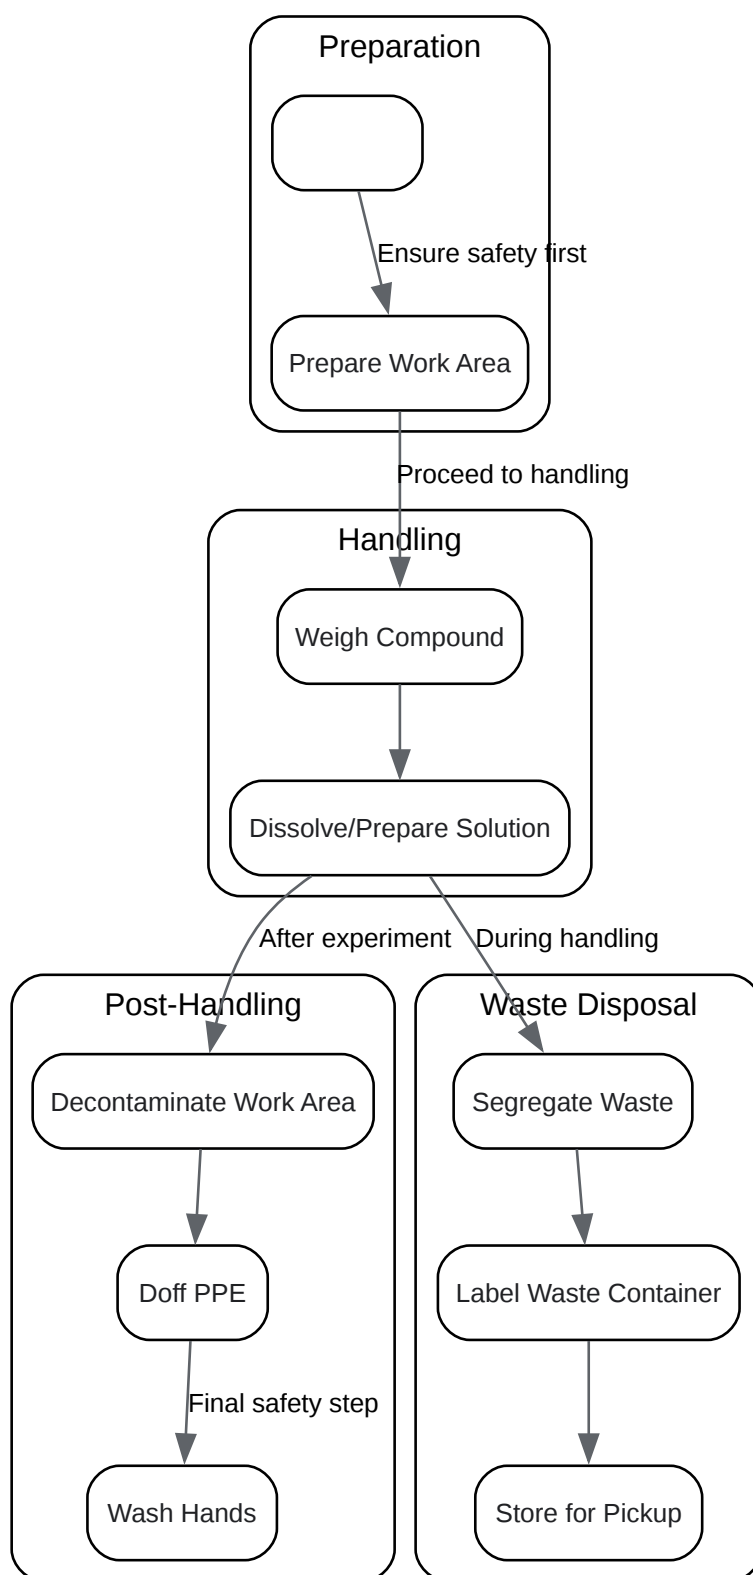 Preparation
Ensure safety first
Prepare Work Area
Proceed to handling
Handling
Weigh Compound
Dissolve/Prepare Solution
After experiment
During handling
Post-Handling
Waste Disposal
Decontaminate Work Area
Segregate Waste
Doff PPE
Label Waste Container
Final safety step
Wash Hands
Store for Pickup